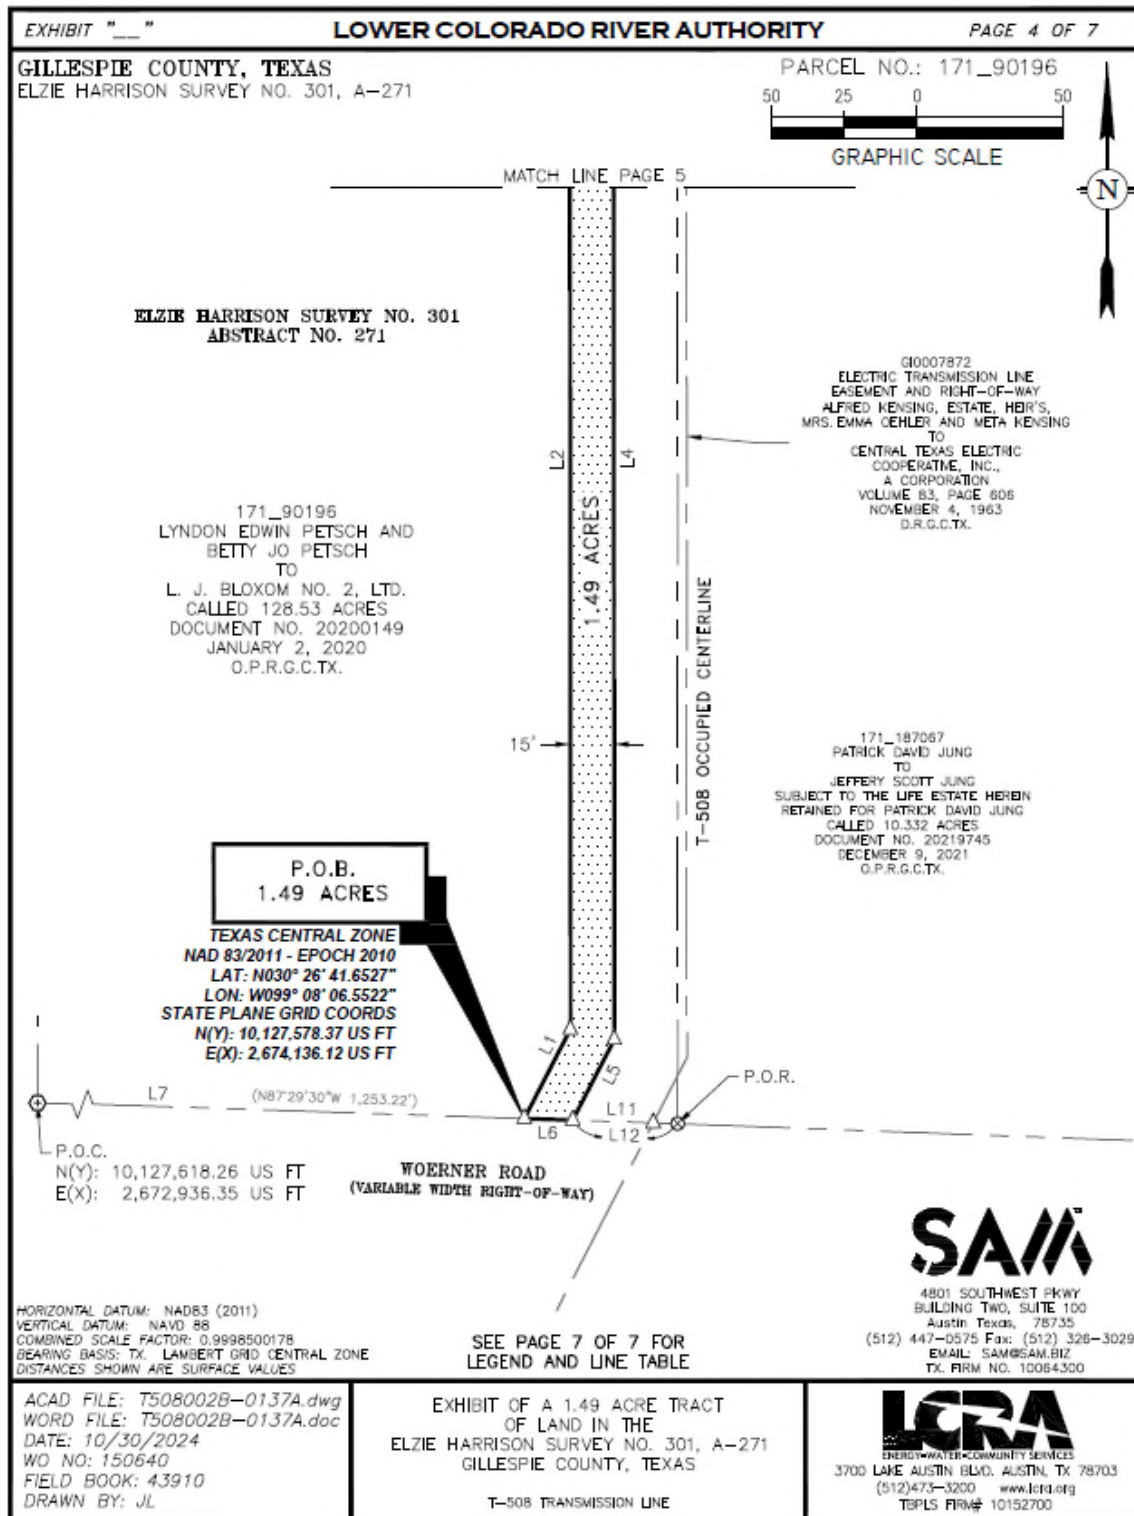 EXHIBIT "__"
LOWER COLORADO RIVER AUTHORITY
PAGE 4 OF 7
GILLESPIE COUNTY, TEXAS
ELZIE HARRISON SURVEY NO. 301, A-271
PARCEL NO.: 171_90196
50 25 0 50
GRAPHIC SCALE
N
MATCH LINE PAGE 5
ELZIE HARRISON SURVEY NO. 301
ABSTRACT NO. 271
GI0007872
ELECTRIC TRANSMISSION LINE
EASEMENT AND RIGHT-OF-WAY
ALFRED KENSING, ESTATE, HEIR'S,
MRS. EMMA OEHLER AND META KENSING
TO
CENTRAL TEXAS ELECTRIC
COOPERATIVE, INC.,
A CORPORATION
VOLUME 83, PAGE 606
NOVEMBER 4, 1963
D.R.G.C.TX.
L2
L4
1.49 ACRES
171_90196
LYNDON EDWIN PETSCH AND
BETTY JO PETSCH
TO
L. J. BLOXOM NO. 2, LTD.
CALLED 128.53 ACRES
DOCUMENT NO. 20200149
JANUARY 2, 2020
O.P.R.G.C.TX.
T-508 OCCUPIED CENTERLINE
15'
171_187067
PATRICK DAVID JUNG
TO
JEFFERY SCOTT JUNG
SUBJECT TO THE LIFE ESTATE HEREIN
RETAINED FOR PATRICK DAVID JUNG
CALLED 10.332 ACRES
DOCUMENT NO. 20219745
DECEMBER 9, 2021
O.P.R.G.C.TX.
P.O.B.
1.49 ACRES
TEXAS CENTRAL ZONE
NAD 83/2011 - EPOCH 2010
LAT: N030° 26' 41.6527"
LON: W099° 08' 06.5522"
STATE PLANE GRID COORDS
N(Y): 10,127,578.37 US FT
E(X): 2,674,136.12 US FT
L1
L5
P.O.R.
L7
(N87°29'30"W 1,253.22')
L11
L6
L12
P.O.C.
N(Y): 10,127,618.26 US FT
E(X): 2,672,936.35 US FT
WOERNER ROAD
(VARIABLE WIDTH RIGHT-OF-WAY)
SAM
4801 SOUTHWEST PKWY
BUILDING TWO, SUITE 100
Austin Texas, 78735
(512) 447-0575 Fax: (512) 326-3029
EMAIL: SAM@SAM.BIZ
TX. FIRM NO. 10064300
HORIZONTAL DATUM: NAD83 (2011)
VERTICAL DATUM: NAVD 88
COMBINED SCALE FACTOR: 0.9998500178
BEARING BASIS: TX. LAMBERT GRID CENTRAL ZONE
DISTANCES SHOWN ARE SURFACE VALUES
SEE PAGE 7 OF 7 FOR
LEGEND AND LINE TABLE
ACAD FILE: T508002B-0137A.dwg
WORD FILE: T508002B-0137A.doc
DATE: 10/30/2024
WO NO: 150640
FIELD BOOK: 43910
DRAWN BY: JL
EXHIBIT OF A 1.49 ACRE TRACT
OF LAND IN THE
ELZIE HARRISON SURVEY NO. 301, A-271
GILLESPIE COUNTY, TEXAS
T-508 TRANSMISSION LINE
LCRA
ENERGY•WATER•COMMUNITY SERVICES
3700 LAKE AUSTIN BLVD. AUSTIN, TX 78703
(512)473-3200 www.lcra.org
TBPLS FIRM# 10152700